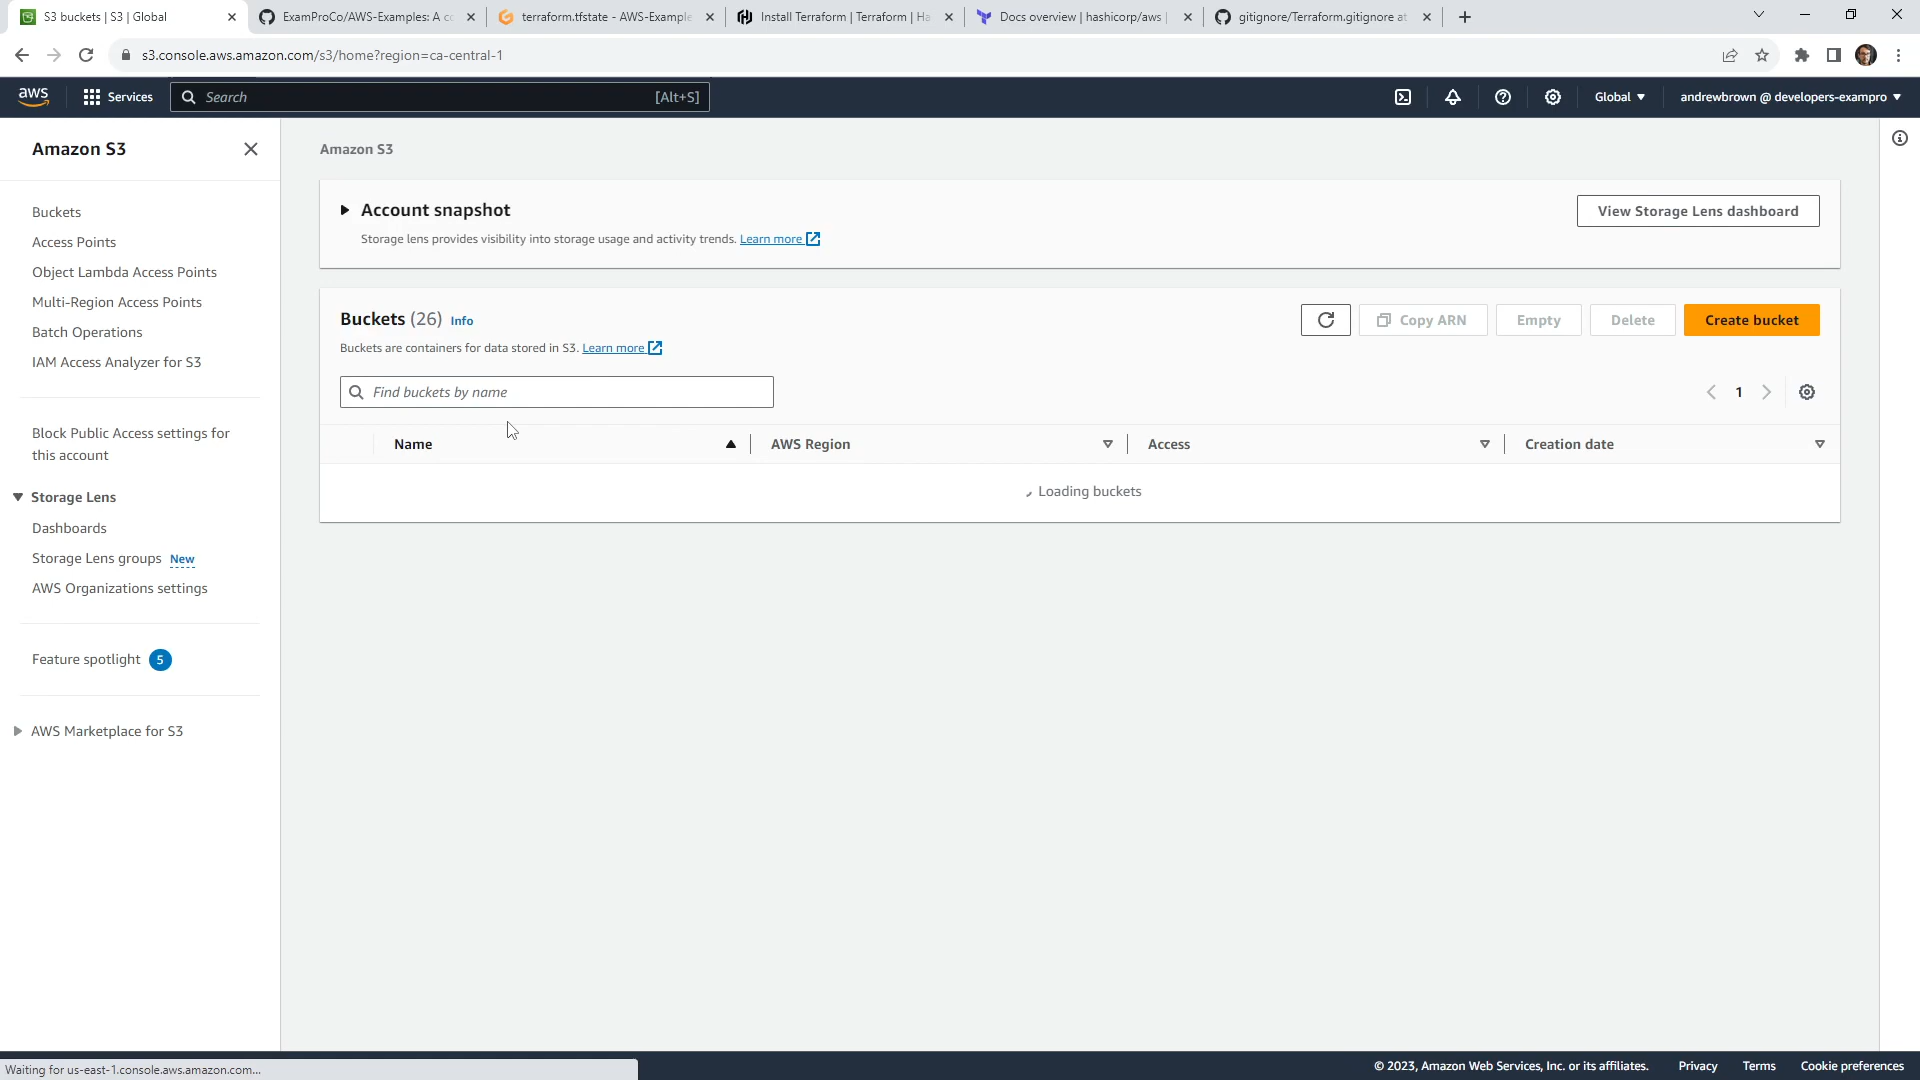 S3 buckets | S3 | Global
ExamProCo/AWS-Examples: A co
terraform.tfstate - AWS-Example
Install Terraform | Terraform | Ha
Docs overview | hashicorp/aws |
gitignore/Terraform.gitignore at
s3.console.aws.amazon.com/s3/home?region=ca-central-1
aws
Services
Search
[Alt+S]
Global
andrewbrown @ developers-exampro
Amazon S3
Buckets
Access Points
Object Lambda Access Points
Multi-Region Access Points
Batch Operations
IAM Access Analyzer for S3
Block Public Access settings for
this account
Storage Lens
Dashboards
Storage Lens groups New
AWS Organizations settings
Feature spotlight 5
AWS Marketplace for S3
Amazon S3
Account snapshot
View Storage Lens dashboard
Storage lens provides visibility into storage usage and activity trends. Learn more
Buckets (26) Info
Copy ARN
Empty
Delete
Create bucket
Buckets are containers for data stored in S3. Learn more
Find buckets by name
1
Name
AWS Region
Access
Creation date
Loading buckets
Waiting for us-east-1.console.aws.amazon.com...
© 2023, Amazon Web Services, Inc. or its affiliates.
Privacy
Terms
Cookie preferences